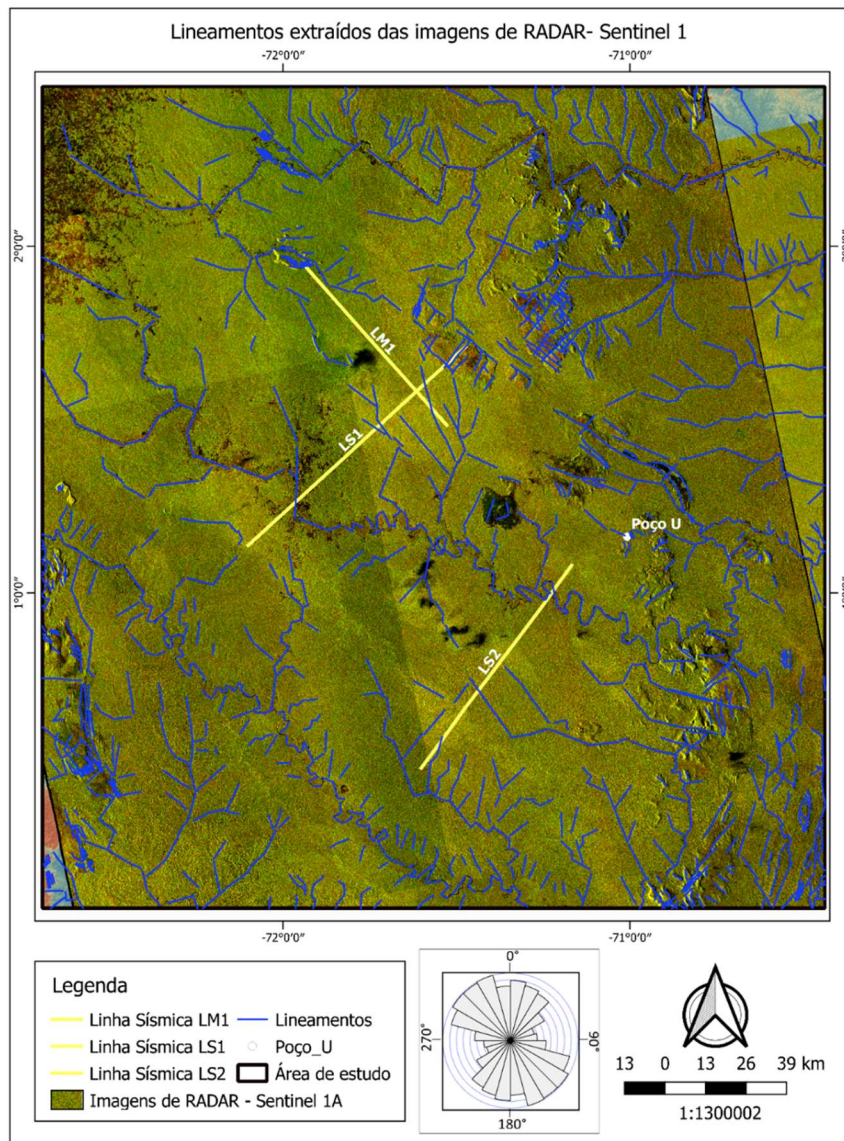 Lineamentos extraídos das imagens de RADAR- Sentinel 1
-72°0'0'' -71°0'0''
2°0'0''
LM1
LS1
Poço U
1°0'0''
LS2
-72°0'0'' -71°0'0''
Legenda
Linha Sísmica LM1 Lineamentos
Linha Sísmica LS1 Poço_U
Linha Sísmica LS2 Área de estudo
Imagens de RADAR - Sentinel 1A
0°
270° 90°
180°
13 0 13 26 39 km
1:1300002